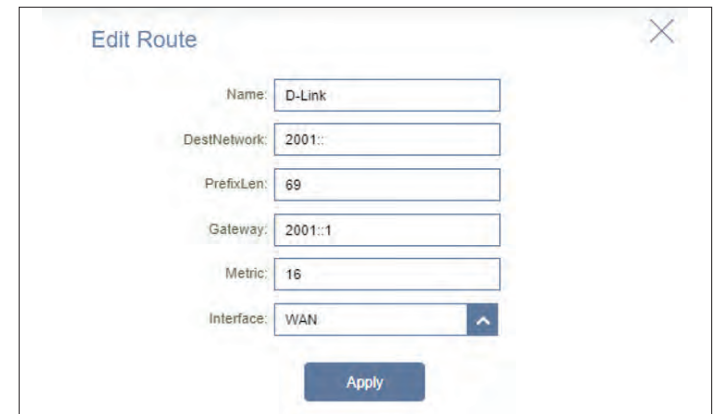 Edit Route
Name: D-Link
DestNetwork: 2001::
PrefixLen: 69
Gateway: 2001::1
Metric: 16
Interface: WAN
Apply